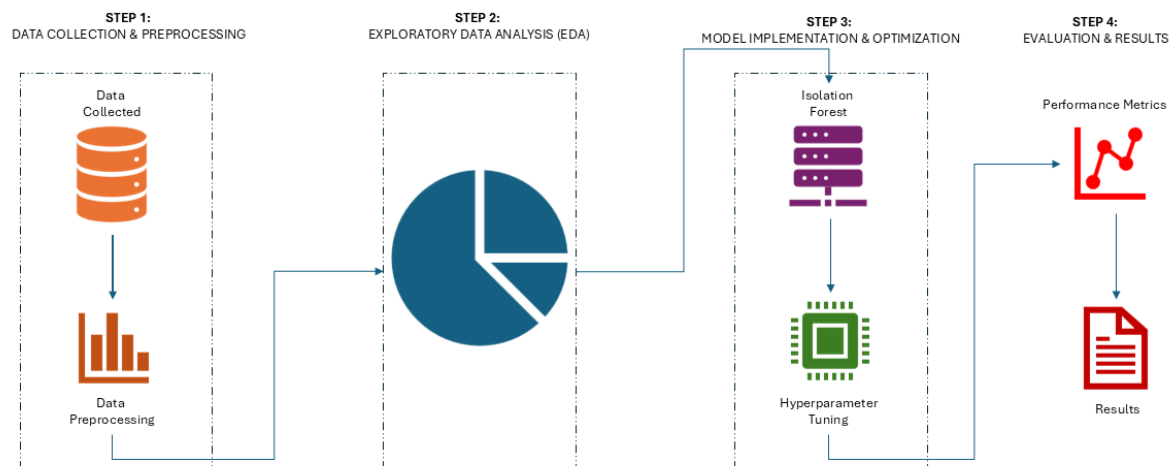 STEP 1:
DATA COLLECTION & PREPROCESSING
Data
Collected
Data
Preprocessing
STEP 2:
EXPLORATORY DATA ANALYSIS (EDA)
STEP 3:
MODEL IMPLEMENTATION & OPTIMIZATION
Isolation
Forest
Hyperparameter
Tuning
STEP 4:
EVALUATION & RESULTS
Performance Metrics
Results